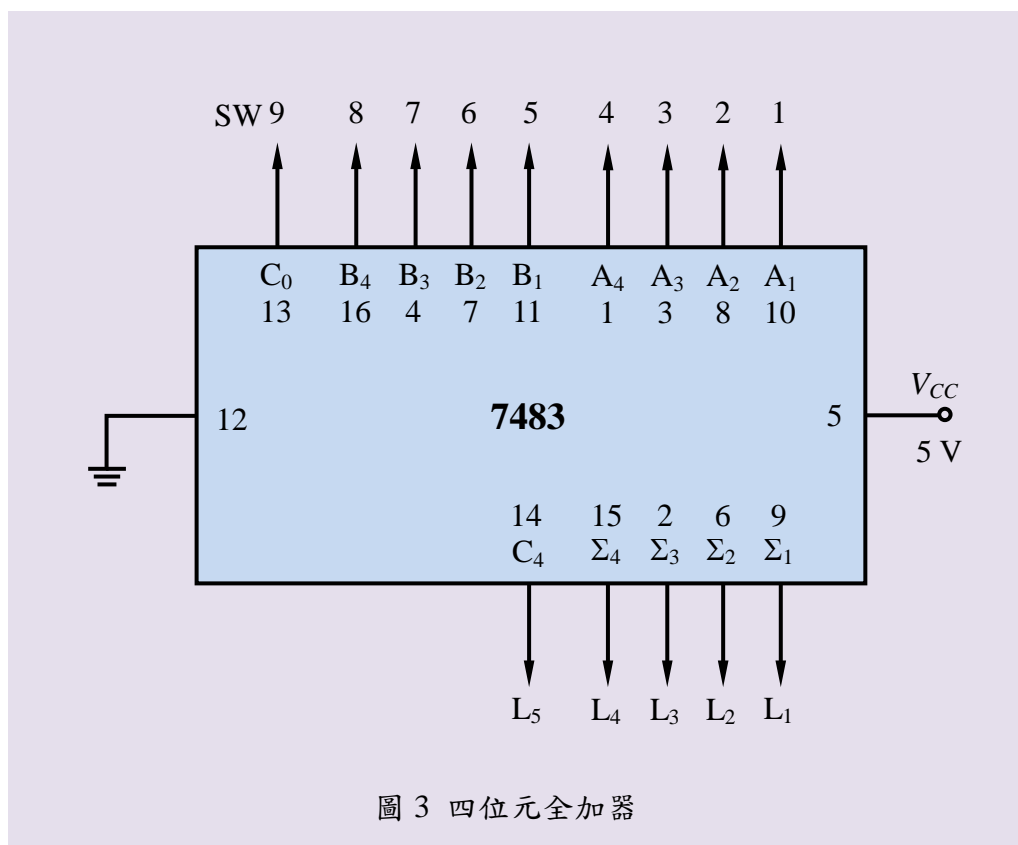 SW 9 8 7 6 5 4 3 2 1
C₀ B₄ B₃ B₂ B₁ A₄ A₃ A₂ A₁
13 16 4 7 11 1 3 8 10
V_CC
12 7483 5
5 V
14 15 2 6 9
C₄ Σ₄ Σ₃ Σ₂ Σ₁
L₅ L₄ L₃ L₂ L₁
圖 3 四位元全加器